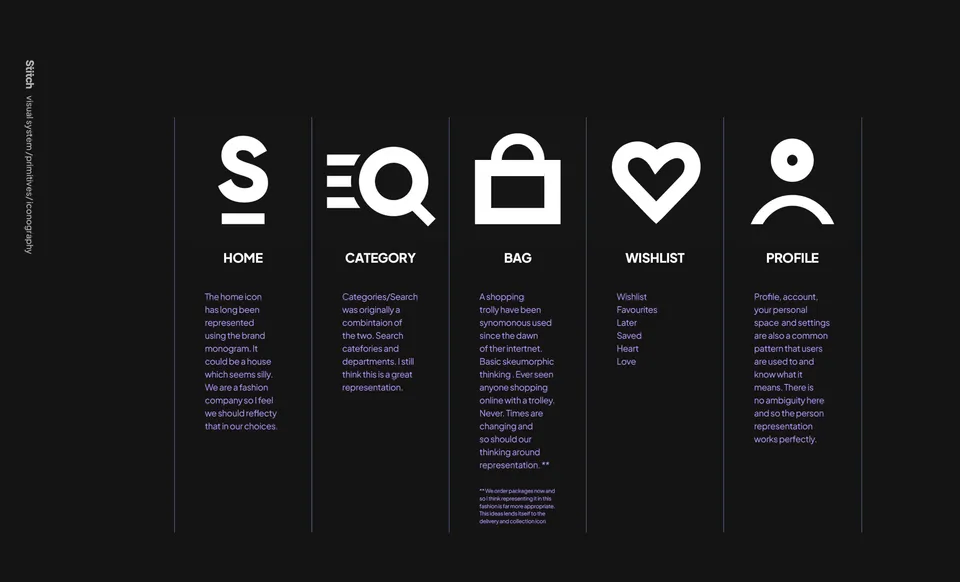 Stitch visual system/primitives/iconography
S
HOME
The home icon
has long been
represented
using the brand
monogram. It
could be a house
which seems silly.
We are a fashion
company so I feel
we should reflecty
that in our choices.
CATEGORY
Categories/Search
was originally a
combintaion of
the two. Search
catefories and
departments. I still
think this is a great
representation.
BAG
A shopping
trolly have been
synomonous used
since the dawn
of ther internet.
Basic skeumorphic
thinking . Ever seen
anyone shopping
online with a trolley.
Never. Times are
changing and
so should our
thinking around
representation. **
** We order packages now and
so I think representing it in this
fashion is far more appropriate.
This ideas lends itself to the
delivery and collection icon
WISHLIST
Wishlist
Favourites
Later
Saved
Heart
Love
PROFILE
Profile, account,
your personal
space and settings
are also a common
pattern that users
are used to and
know what it
means. There is
no ambiguity here
and so the person
representation
works perfectly.